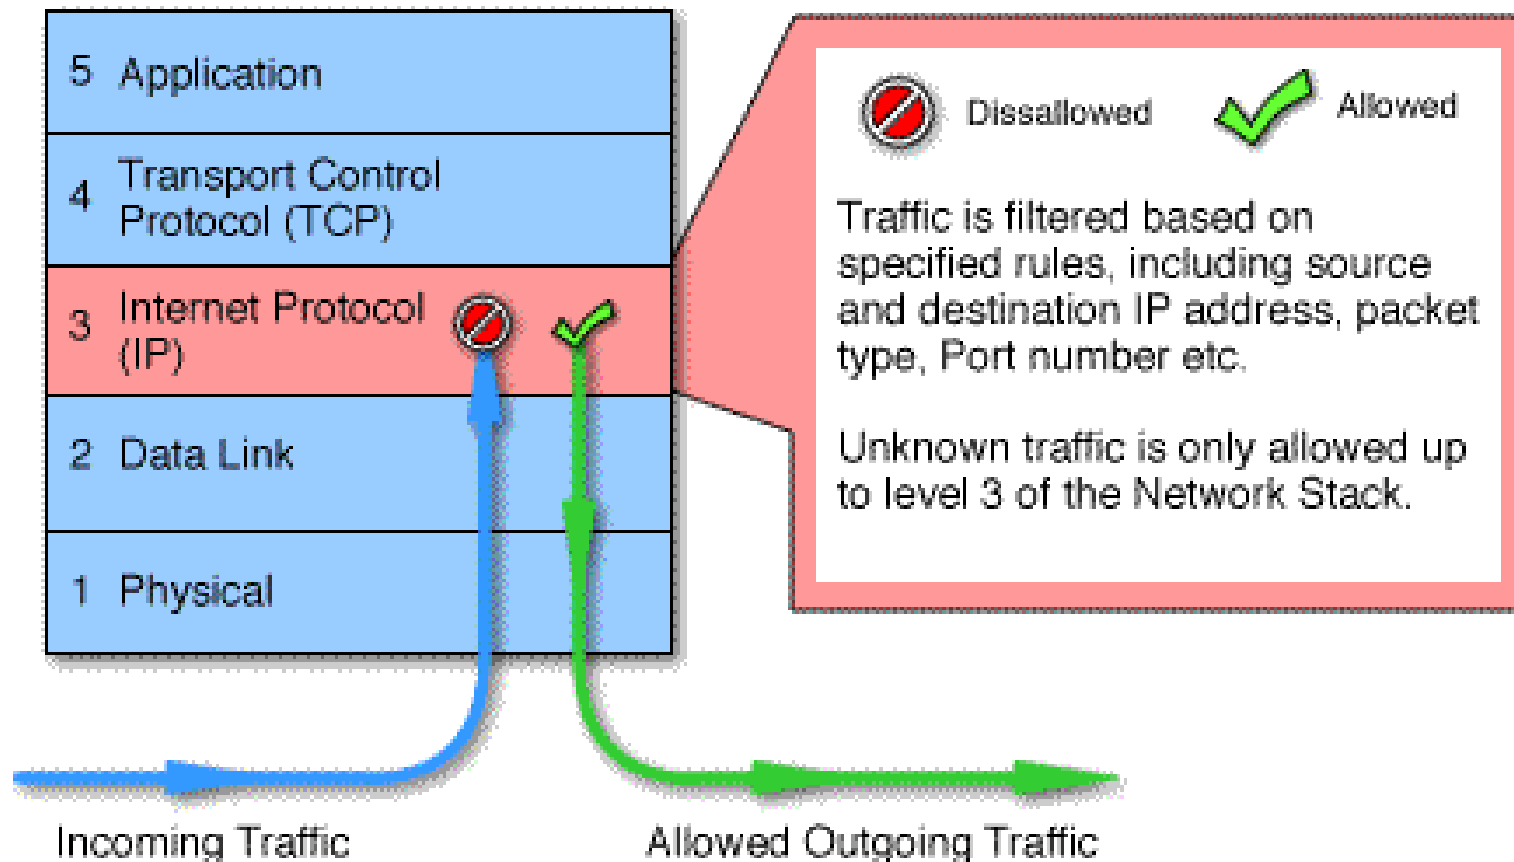 5 Application
4 Transport Control
Protocol (TCP)
3 Internet Protocol
(IP)
2 Data Link
1 Physical
Incoming Traffic
Allowed Outgoing Traffic
Dissallowed
Allowed
Traffic is filtered based on
specified rules, including source
and destination IP address, packet
type, Port number etc.
Unknown traffic is only allowed up
to level 3 of the Network Stack.